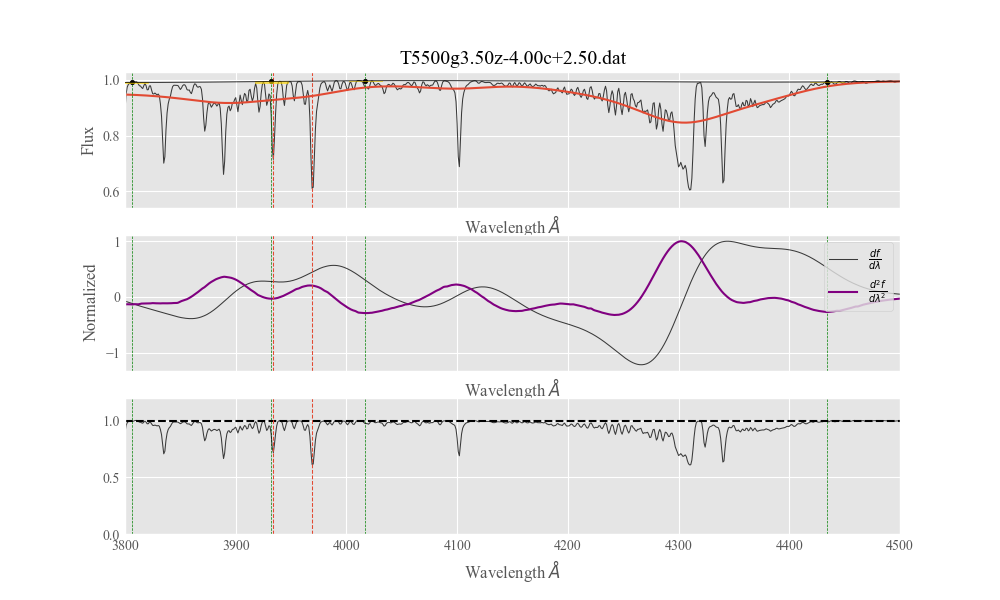 T5500g3.50z-4.00c+2.50.dat
1.0
0.8
0.6
Flux
Wavelength Å
1
0
−1
Normalized
df
dλ
d²f
dλ²
Wavelength Å
1.0
0.5
0.0
3800 3900 4000 4100 4200 4300 4400 4500
Wavelength Å